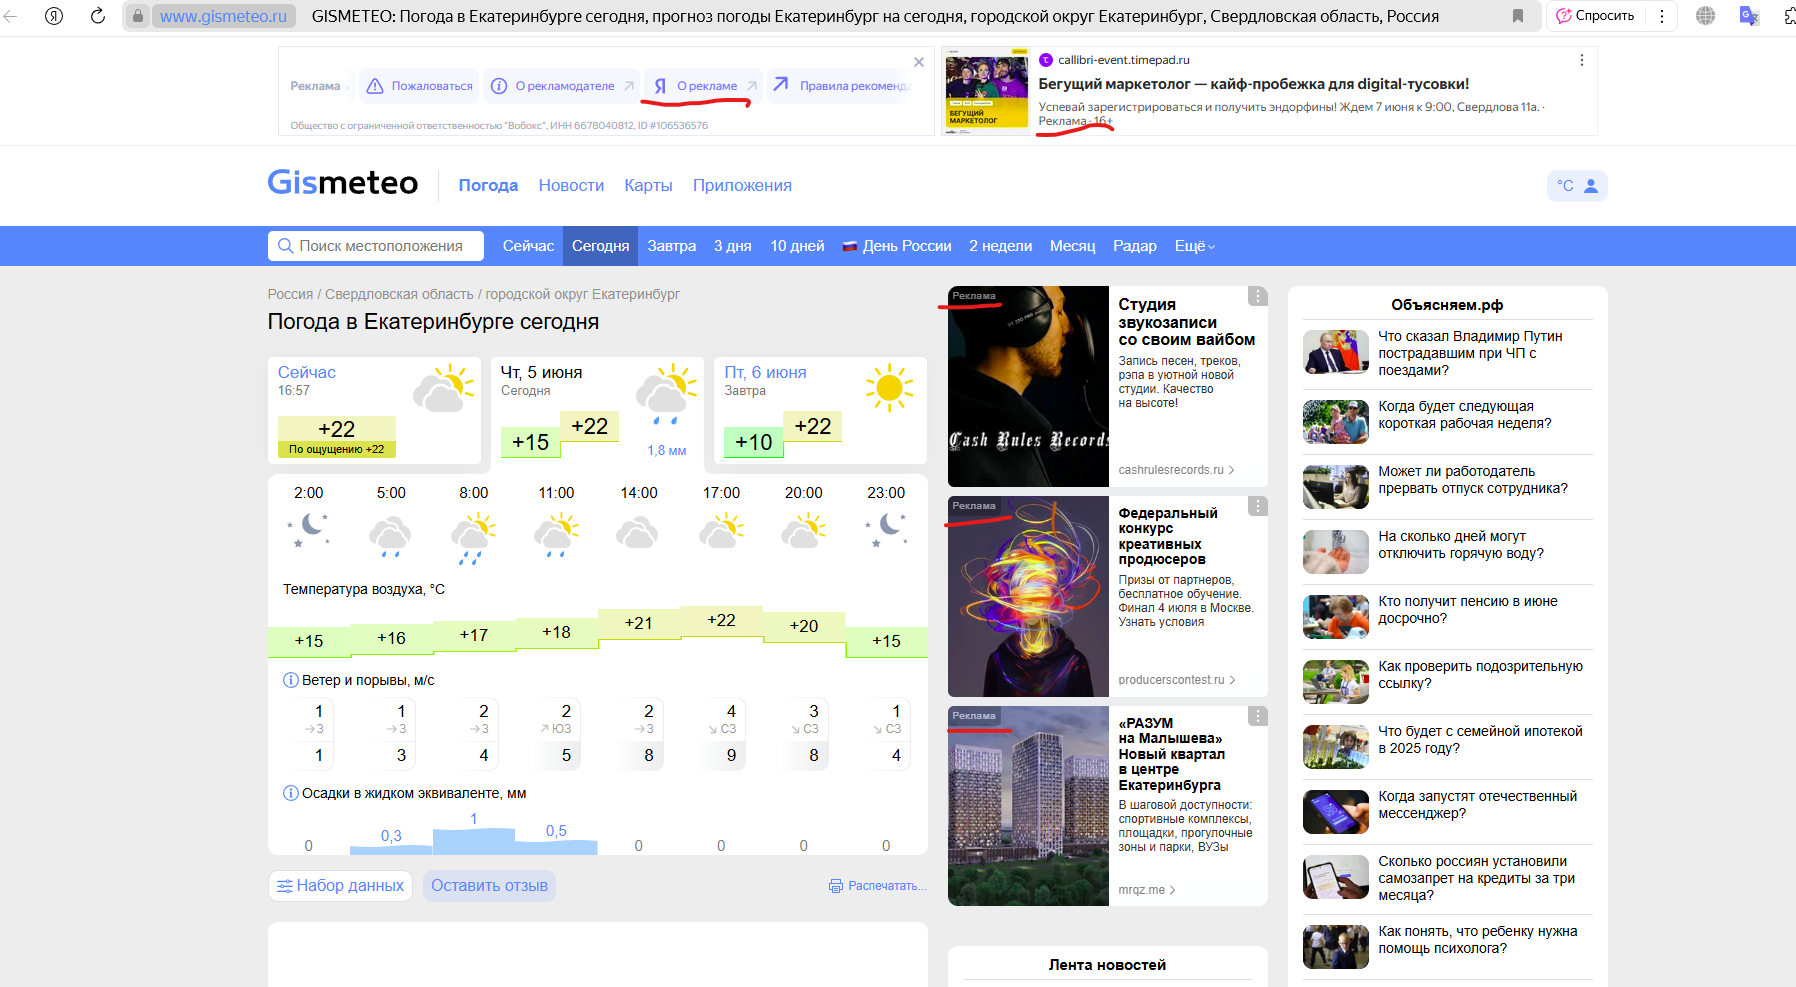 www.gismeteo.ru GISMETEO: Погода в Екатеринбурге сегодня, прогноз погоды Екатеринбург на сегодня, городской округ Екатеринбург, Свердловская область, Россия Спросить
Реклама Пожаловаться О рекламодателе О рекламе Правила рекоменда
Общество с ограниченной ответственностью "Вобокс", ИНН 6678040812, ID #106536576
БЕГУЩИЙ
МАРКЕТОЛОГ
callibri-event.timepad.ru
Бегущий маркетолог — кайф-пробежка для digital-тусовки!
Успевай зарегистрироваться и получить эндорфины! Ждем 7 июня к 9:00, Свердлова 11а. ·
Реклама · 16+
Gismeteo
Погода Новости Карты Приложения
°C
Поиск местоположения
Сейчас Сегодня Завтра 3 дня 10 дней День России 2 недели Месяц Радар Ещё
Россия / Свердловская область / городской округ Екатеринбург
Погода в Екатеринбурге сегодня
Сейчас
16:57
+22
По ощущению +22
Чт, 5 июня
Сегодня
+15 +22
1,8 мм
Пт, 6 июня
Завтра
+10 +22
2:00 5:00 8:00 11:00 14:00 17:00 20:00 23:00
Температура воздуха, °C
+15 +16 +17 +18 +21 +22 +20 +15
Ветер и порывы, м/с
1 1 2 2 2 4 3 1
З З З ЮЗ З СЗ СЗ СЗ
1 3 4 5 8 9 8 4
Осадки в жидком эквиваленте, мм
0 0,3 1 0,5 0 0 0 0
Набор данных Оставить отзыв Распечатать...
Реклама
Cash Rules Records
Студия
звукозаписи
со своим вайбом
Запись песен, треков,
рэпа в уютной новой
студии. Качество
на высоте!
cashrulesrecords.ru
Реклама
Федеральный
конкурс
креативных
продюсеров
Призы от партнеров,
бесплатное обучение.
Финал 4 июля в Москве.
Узнать условия
producerscontest.ru
Реклама
«РАЗУМ
на Малышева»
Новый квартал
в центре
Екатеринбурга
В шаговой доступности:
спортивные комплексы,
площадки, прогулочные
зоны и парки, ВУЗы
mrqz.me
Лента новостей
Объясняем.рф
Что сказал Владимир Путин
пострадавшим при ЧП с
поездами?
Когда будет следующая
короткая рабочая неделя?
Может ли работодатель
прервать отпуск сотрудника?
На сколько дней могут
отключить горячую воду?
Кто получит пенсию в июне
досрочно?
Как проверить подозрительную
ссылку?
Что будет с семейной ипотекой
в 2025 году?
Когда запустят отечественный
мессенджер?
Сколько россиян установили
самозапрет на кредиты за три
месяца?
Как понять, что ребенку нужна
помощь психолога?